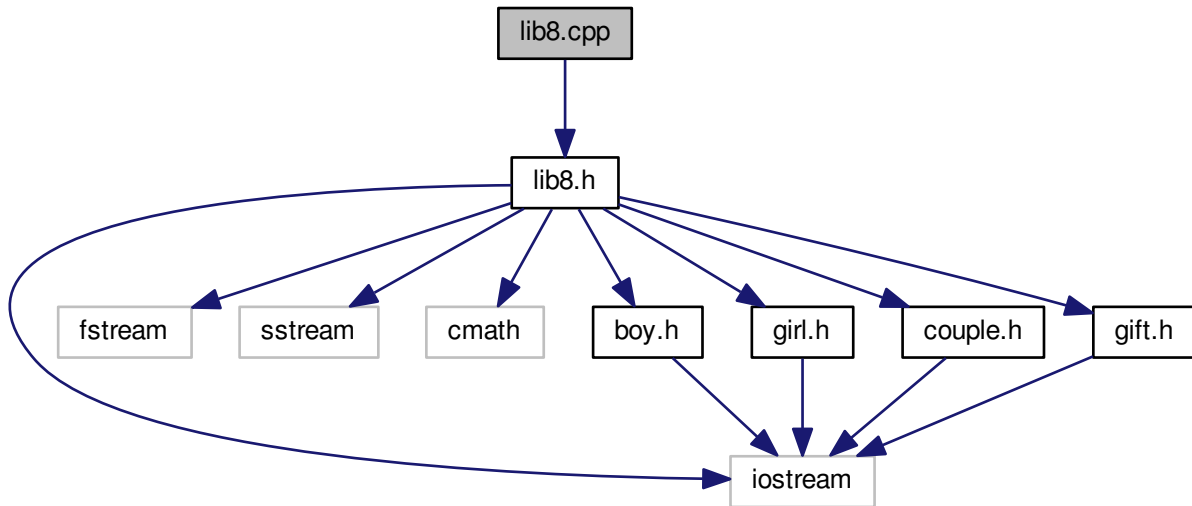 lib8.cpp
lib8.h
fstream
sstream
cmath
boy.h
girl.h
couple.h
gift.h
iostream